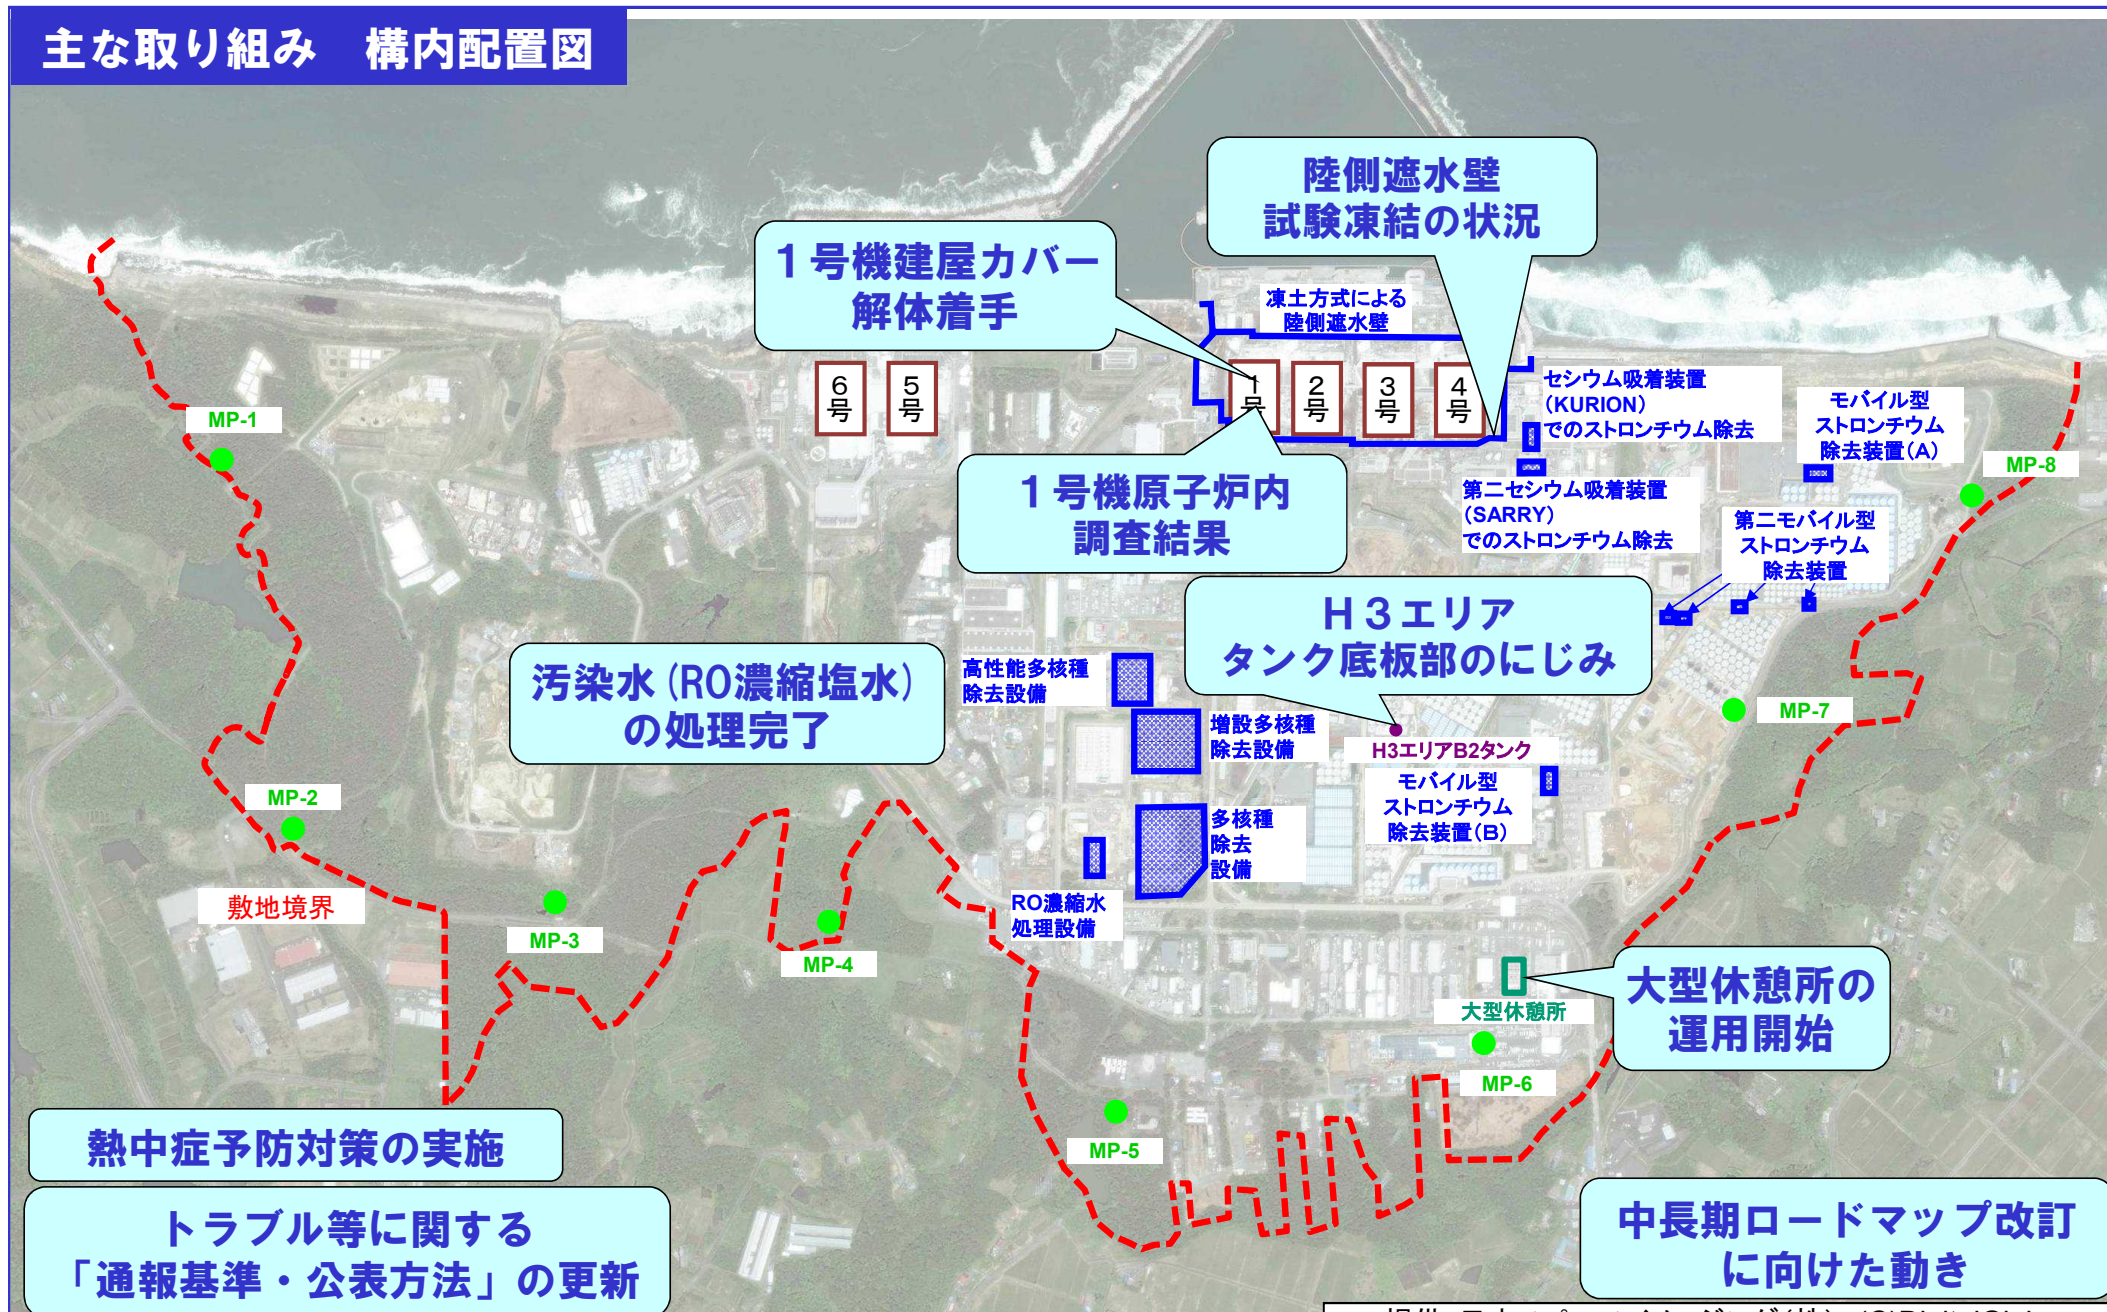 主な取り組み　構内配置図
陸側遮水壁
試験凍結の状況
１号機建屋カバー
解体着手
凍土方式による
陸側遮水壁
6号
5号
1号
2号
3号
4号
セシウム吸着装置
(KURION)
でのストロンチウム除去
モバイル型
ストロンチウム
除去装置(A)
MP-1
MP-8
１号機原子炉内
調査結果
第二セシウム吸着装置
(SARRY)
でのストロンチウム除去
第二モバイル型
ストロンチウム
除去装置
Ｈ３エリア
タンク底板部のにじみ
汚染水(RO濃縮塩水)
の処理完了
高性能多核種
除去設備
増設多核種
除去設備
H3エリアB2タンク
MP-7
モバイル型
ストロンチウム
除去装置(B)
MP-2
多核種
除去
設備
敷地境界
RO濃縮水
処理設備
MP-3
MP-4
大型休憩所の
運用開始
大型休憩所
MP-6
MP-5
熱中症予防対策の実施
トラブル等に関する
「通報基準・公表方法」の更新
中長期ロードマップ改訂
に向けた動き